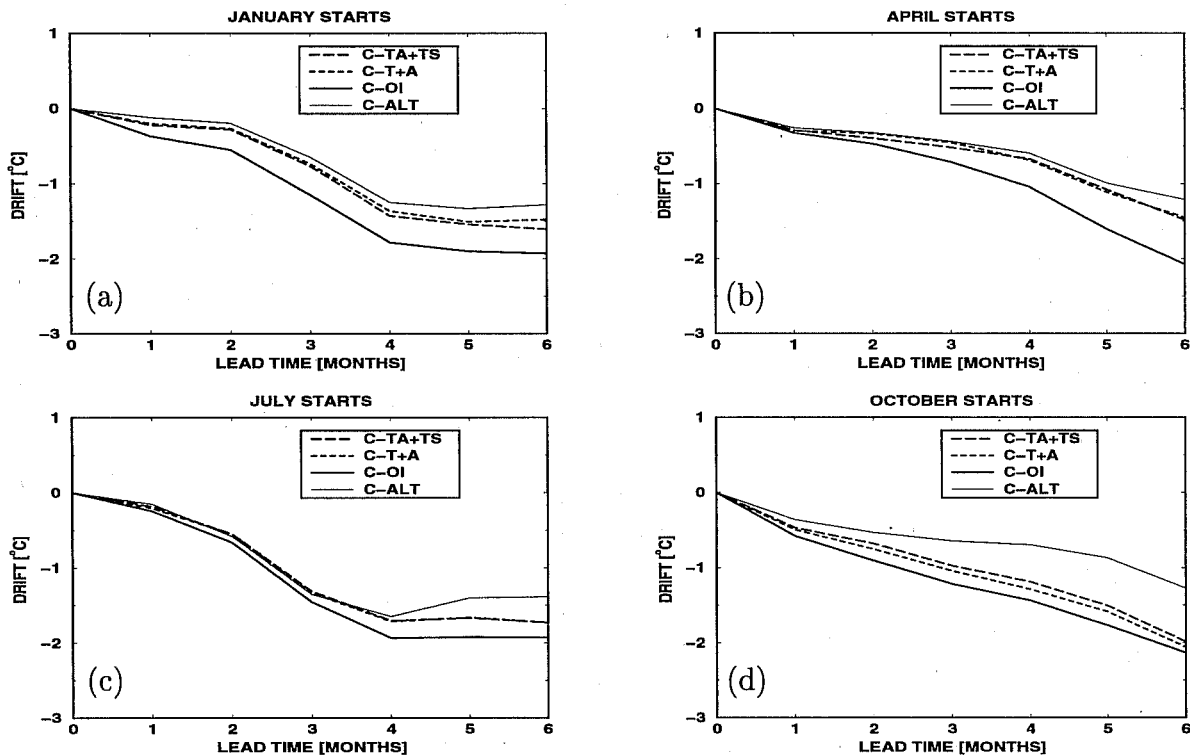 JANUARY STARTS
1
0
−1
−2
−3
DRIFT [°C]
C−TA+TS
C−T+A
C−OI
C−ALT
(a)
0 1 2 3 4 5 6
LEAD TIME [MONTHS]
APRIL STARTS
1
0
−1
−2
−3
DRIFT [°C]
C−TA+TS
C−T+A
C−OI
C−ALT
(b)
0 1 2 3 4 5 6
LEAD TIME [MONTHS]
JULY STARTS
1
0
−1
−2
−3
DRIFT [°C]
C−TA+TS
C−T+A
C−OI
C−ALT
(c)
0 1 2 3 4 5 6
LEAD TIME [MONTHS]
OCTOBER STARTS
1
0
−1
−2
−3
DRIFT [°C]
C−TA+TS
C−T+A
C−OI
C−ALT
(d)
0 1 2 3 4 5 6
LEAD TIME [MONTHS]